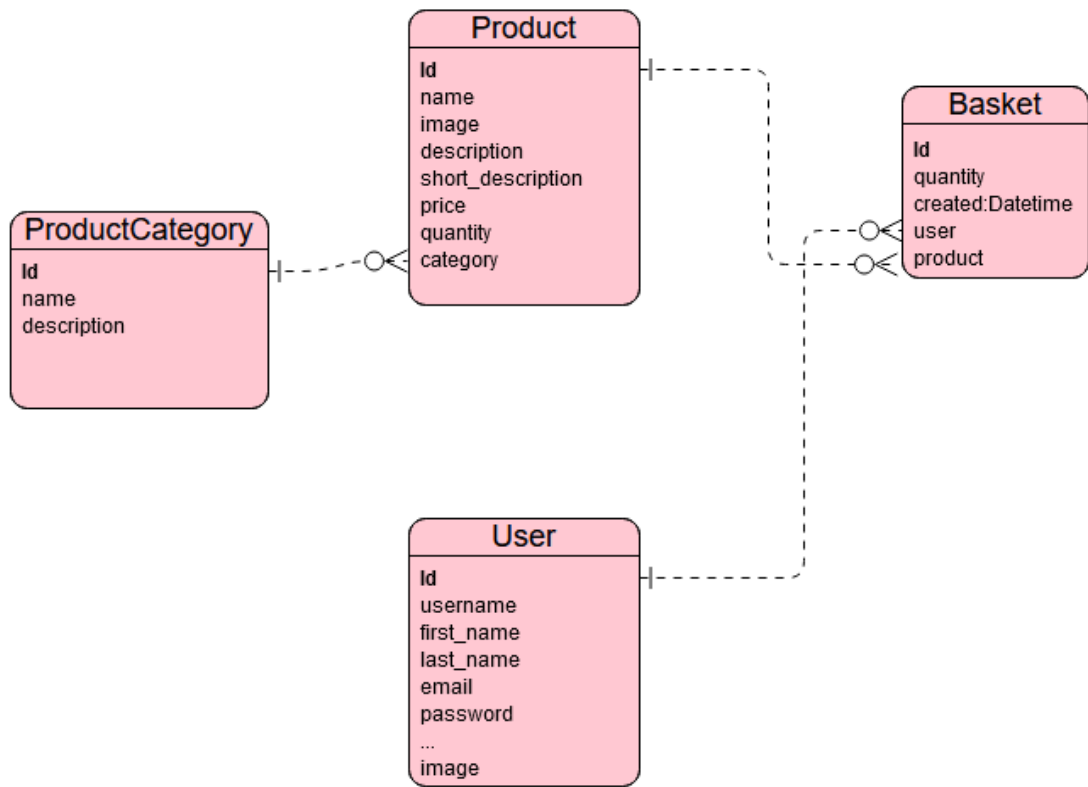 Product
Id
name
image
description
short_description
price
quantity
category
Basket
Id
quantity
created:Datetime
user
product
ProductCategory
Id
name
description
User
Id
username
first_name
last_name
email
password
...
image